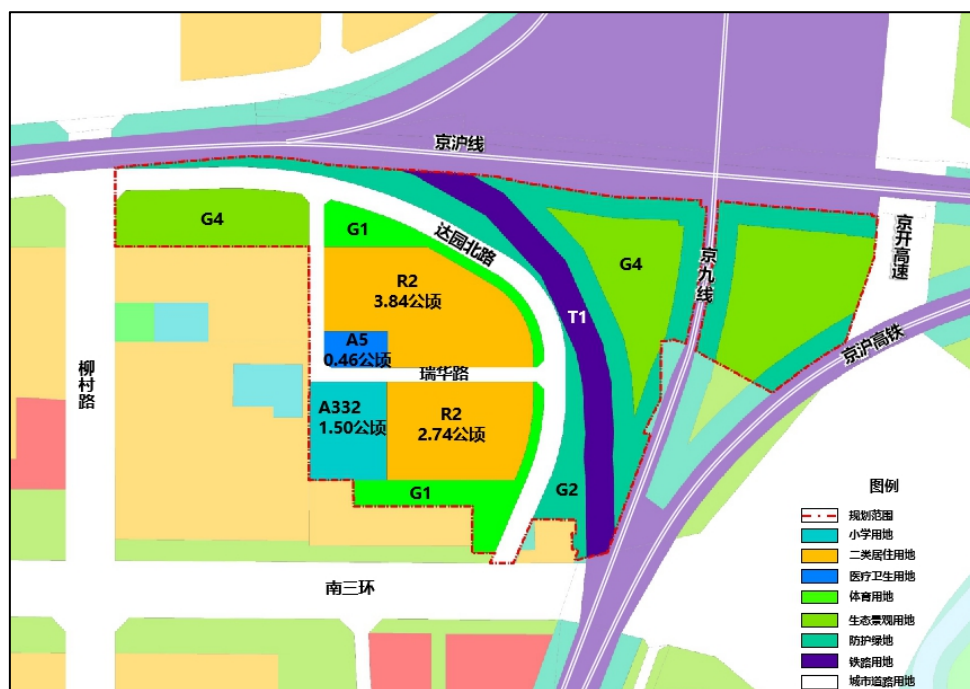 京沪线
G4
G1
达园北路
京开高速
G4
京九线
R2
3.84公顷
T1
A5
0.46公顷
京沪高铁
瑞华路
柳村路
A332
1.50公顷
R2
2.74公顷
G1
G2
南三环
图例
规划范围
小学用地
二类居住用地
医疗卫生用地
体育用地
生态景观用地
防护绿地
铁路用地
城市道路用地